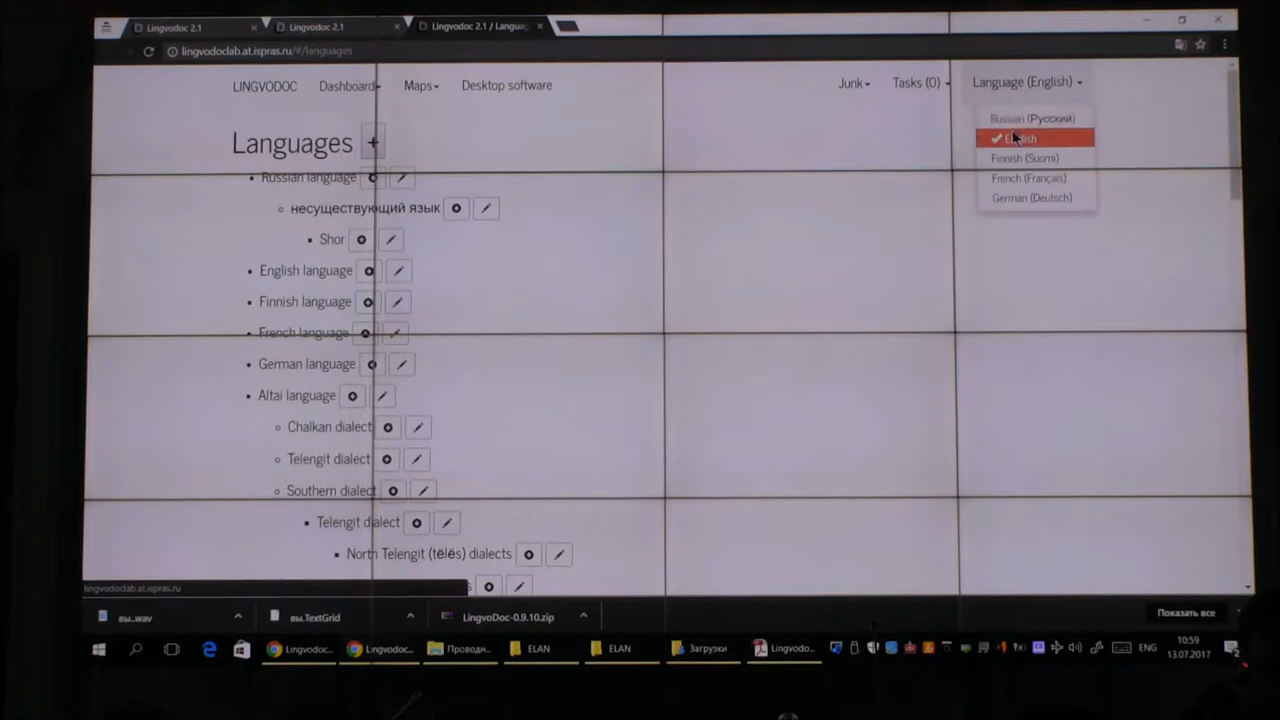 Lingvodoc 2.1
Lingvodoc 2.1
Lingvodoc 2.1 / Langua
lingvodoclab.at.ispras.ru/#/languages
LINGVODOC Dashboard Maps Desktop software Junk Tasks (0) Language (English)
Russian (Русский)
English
Finnish (Suomi)
French (Français)
German (Deutsch)
Languages +
Russian language
несуществующий язык
Shor
English language
Finnish language
French language
German language
Altai language
Chalkan dialect
Telengit dialect
Southern dialect
Telengit dialect
North Telengit (tëlës) dialects
s
lingvodoclab.at.ispras.ru
вы..wav вы.TextGrid LingvoDoc-0.9.10.zip Показать все
Lingvodoc... Lingvodoc... Проводн... ELAN ELAN Загрузки Lingvodo... ENG 10:59
13.07.2017